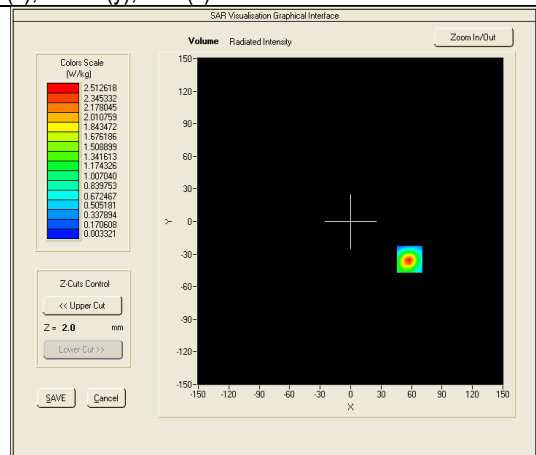 SAR Visualisation Graphical Interface
Volume Radiated Intensity
Zoom In/Out
Colors Scale
(W/kg)
2.512618
2.345332
2.178045
2.010759
1.843472
1.676186
1.508899
1.341613
1.174326
1.007040
0.839753
0.672467
0.505181
0.337894
0.170608
0.003321
150
120
90
60
30
Y 0
-30
-60
-90
-120
-150
-150 -120 -90 -60 -30 0 30 60 90 120 150
X
Z-Cuts Control
<< Upper Cut
Z = 2.0 mm
Lower Cut >>
SAVE Cancel